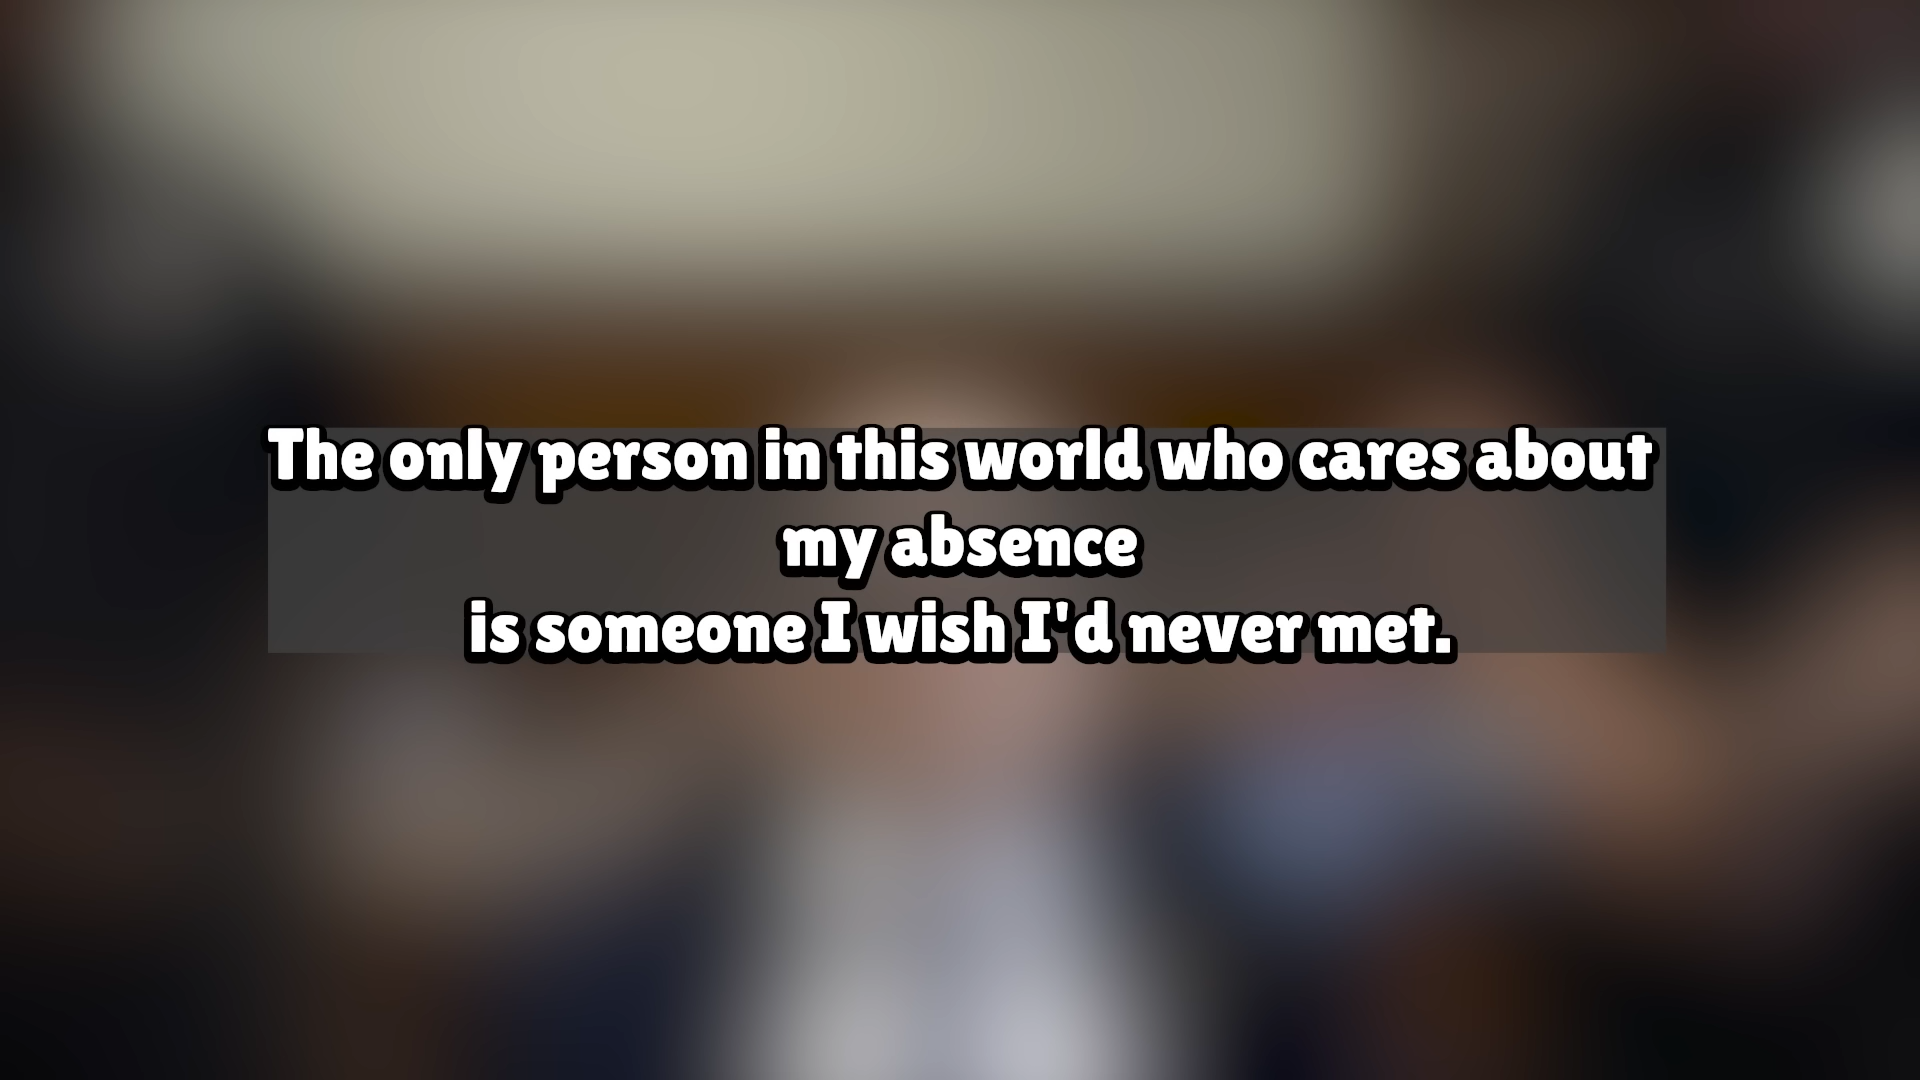 The only person in this world who cares about
my absence
is someone I wish I'd never met.